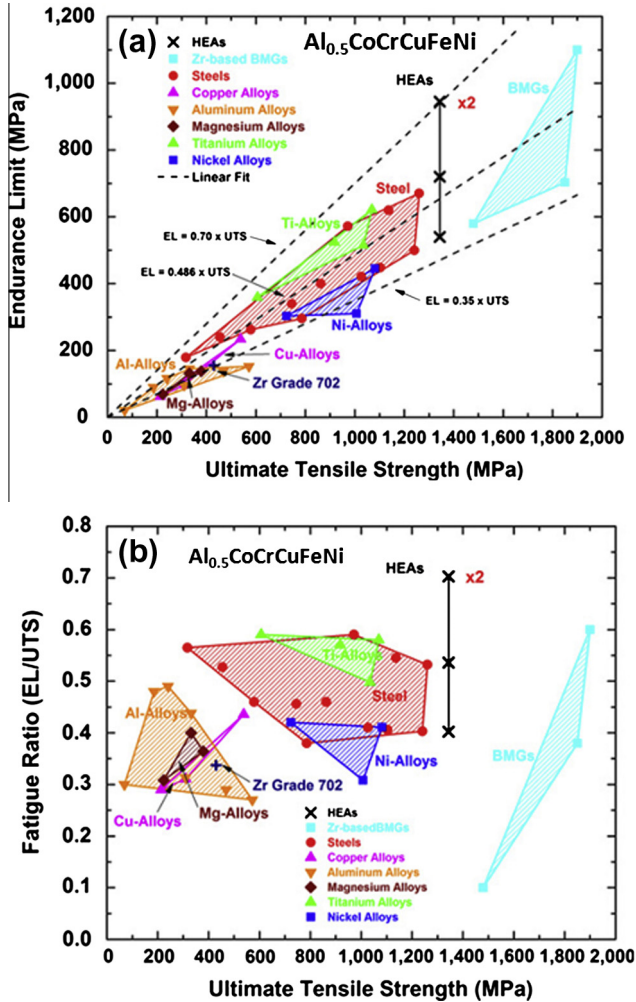 1,200
1,000
800
600
400
200
0
Endurance Limit (MPa)
(a)
Al0.5CoCrCuFeNi
HEAs
Zr-based BMGs
Steels
Copper Alloys
Aluminum Alloys
Magnesium Alloys
Titanium Alloys
Nickel Alloys
Linear Fit
HEAs
x2
BMGs
Steel
Ti-Alloys
EL = 0.70 x UTS
EL = 0.486 x UTS
EL = 0.35 x UTS
Ni-Alloys
Cu-Alloys
Al-Alloys
Zr Grade 702
Mg-Alloys
0 200 400 600 800 1,000 1,200 1,400 1,600 1,800 2,000
Ultimate Tensile Strength (MPa)
0.8
0.7
0.6
0.5
0.4
0.3
0.2
0.1
0.0
Fatigue Ratio (EL/UTS)
(b)
Al0.5CoCrCuFeNi
HEAs
x2
Ti-Alloys
Steel
Al-Alloys
Ni-Alloys
BMGs
Zr Grade 702
Mg-Alloys
Cu-Alloys
HEAs
Zr-basedBMGs
Steels
Copper Alloys
Aluminum Alloys
Magnesium Alloys
Titanium Alloys
Nickel Alloys
0 200 400 600 800 1,000 1,200 1,400 1,600 1,800 2,000
Ultimate Tensile Strength (MPa)